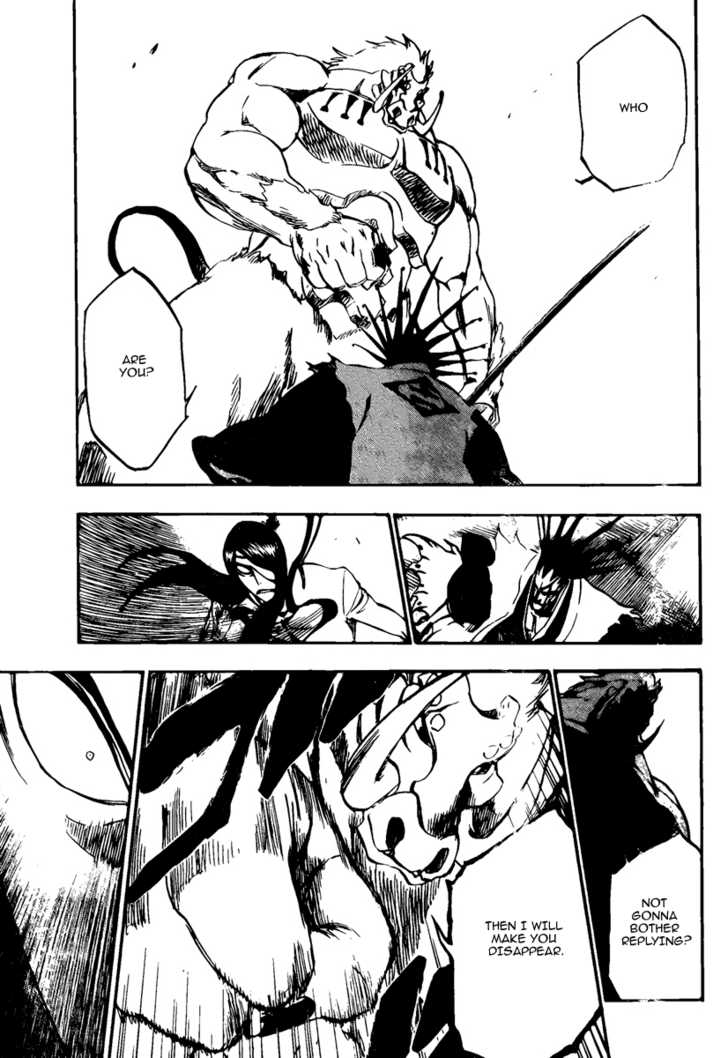 WHO
ARE
YOU?
NOT
GONNA
BOTHER
REPLYING?
THEN I WILL
MAKE YOU
DISAPPEAR.